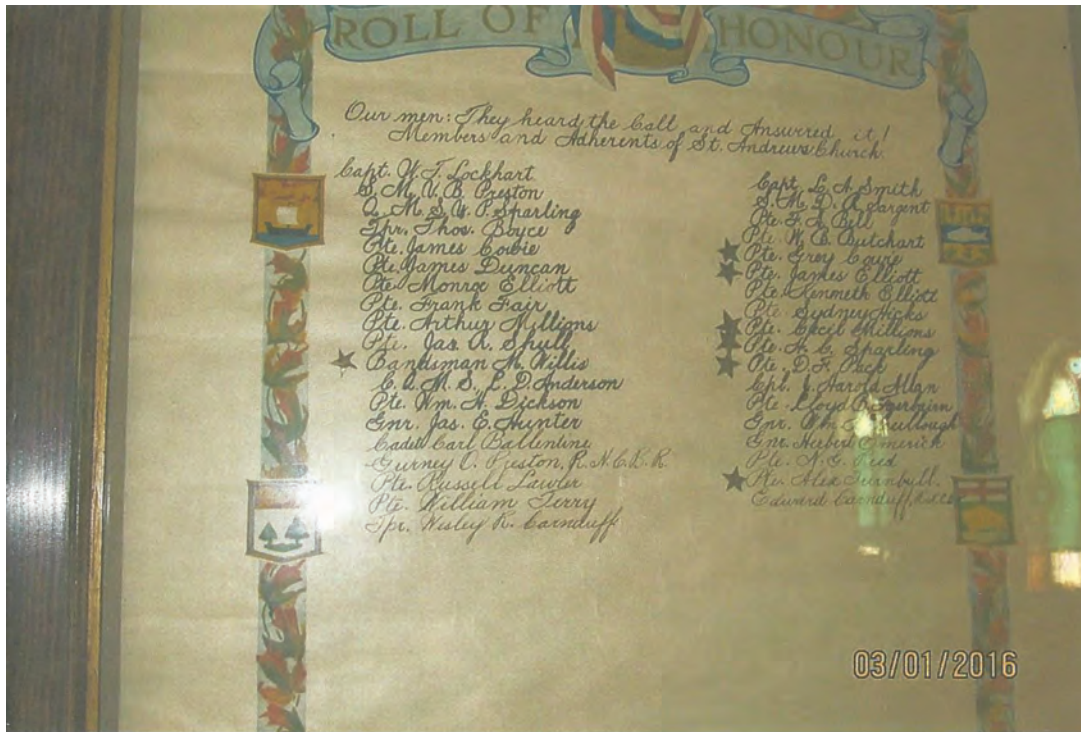 ROLL OF HONOUR
Our men: They heard the Call and Answered it!
Members and Adherents of St. Andrews Church
Capt. W. J. Lockhart
S. M. V. B. Preston
Q. M. S. W. P. Sparling
Tpr. Thos. Boyce
Pte. James Cowie
Pte. James Duncan
Pte. Monroe Elliott
Pte. Frank Fair
Pte. Arthur Millions
Pte. Jas. A. Shyll
Bandsman H. Willis
C. Q. M. S. L. D. Anderson
Pte. Wm. H. Dickson
Gnr. Jas. E. Hunter
Cadet Carl Ballentine
Gurney O. Preston, R. N. C. V. R.
Pte. Russell Lawler
Pte. William Terry
Tpr. Wesley R. Carnduff
Capt. L. A. Smith
S. M. D. A. Sargent
Pte. F. A. Bell
Pte. W. B. Butchart
Pte. Grey Cowie
Pte. James Elliott
Pte. Kenneth Elliott
Pte. Sydney Hicks
Pte. Cecil Millions
Pte. H. C. Sparling
Pte. D. F. Pack
Cpl. J. Harold Allan
Pte. Lloyd
Gnr. Wm.
Gnr. Herbert Emerick
Pte. N. G. Reed
Pte. Alex Turnbull.
Edward Carnduff,
03/01/2016